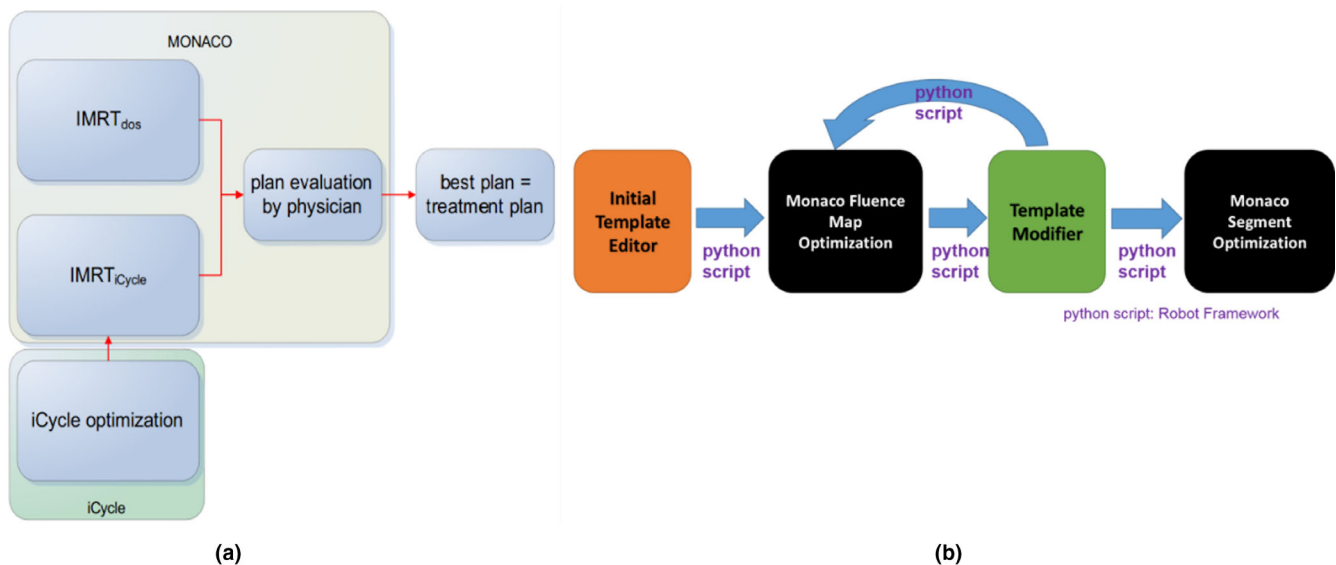 MONACO
IMRTdos
IMRTiCycle
plan evaluation
by physician
best plan =
treatment plan
iCycle optimization
iCycle
(a)
python
script
Initial
Template
Editor
python
script
Monaco Fluence
Map
Optimization
python
script
Template
Modifier
python
script
Monaco
Segment
Optimization
python script: Robot Framework
(b)